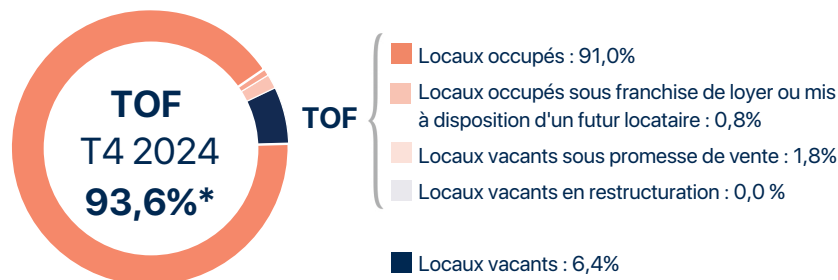 TOF
T4 2024
93,6%*
TOF
Locaux occupés : 91,0%
Locaux occupés sous franchise de loyer ou mis
à disposition d'un futur locataire : 0,8%
Locaux vacants sous promesse de vente : 1,8%
Locaux vacants en restructuration : 0,0 %
Locaux vacants : 6,4%